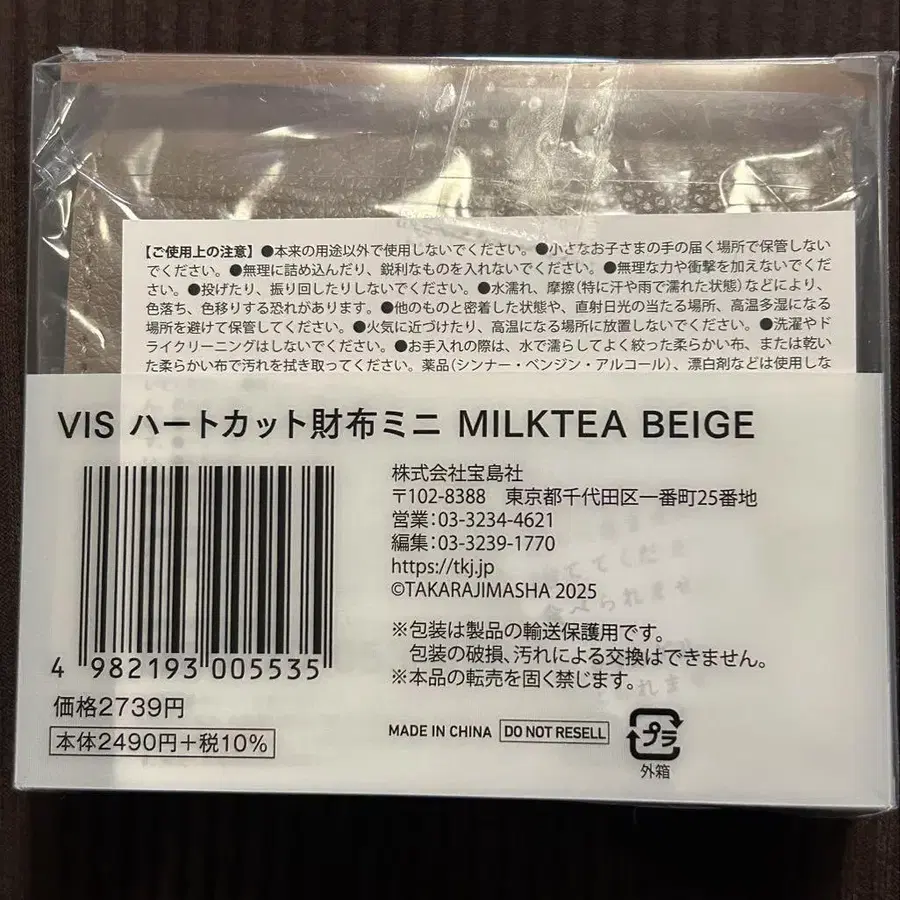 【ご使用上の注意】●本来の用途以外で使用しないでください。●小さなお子さまの手の届く場所で保管しない
でください。●無理に詰め込んだり、鋭利なものを入れないでください。●無理な力や衝撃を加えないでくだ
さい。●投げたり、振り回したりしないでください。●水濡れ、摩擦(特に汗や雨で濡れた状態)などにより、
色落ち、色移りする恐れがあります。●他のものと密着した状態や、直射日光の当たる場所、高温多湿になる
場所を避けて保管してください。●火気に近づけたり、高温になる場所に放置しないでください。●洗濯やド
ライクリーニングはしないでください。●お手入れの際は、水で濡らしてよく絞った柔らかい布、または乾い
た柔らかい布で汚れを拭き取ってください。薬品(シンナー・ベンジン・アルコール)、漂白剤などは使用しな
VIS ハートカット財布ミニ MILKTEA BEIGE
株式会社宝島社
〒102-8388 東京都千代田区一番町25番地
営業:03-3234-4621
編集:03-3239-1770
https://tkj.jp
©TAKARAJIMASHA 2025
※包装は製品の輸送保護用です。
包装の破損、汚れによる交換はできません。
※本品の転売を固く禁じます。
4 982193 005535
価格2739円
本体2490円+税10%
MADE IN CHINA DO NOT RESELL
プラ
外箱